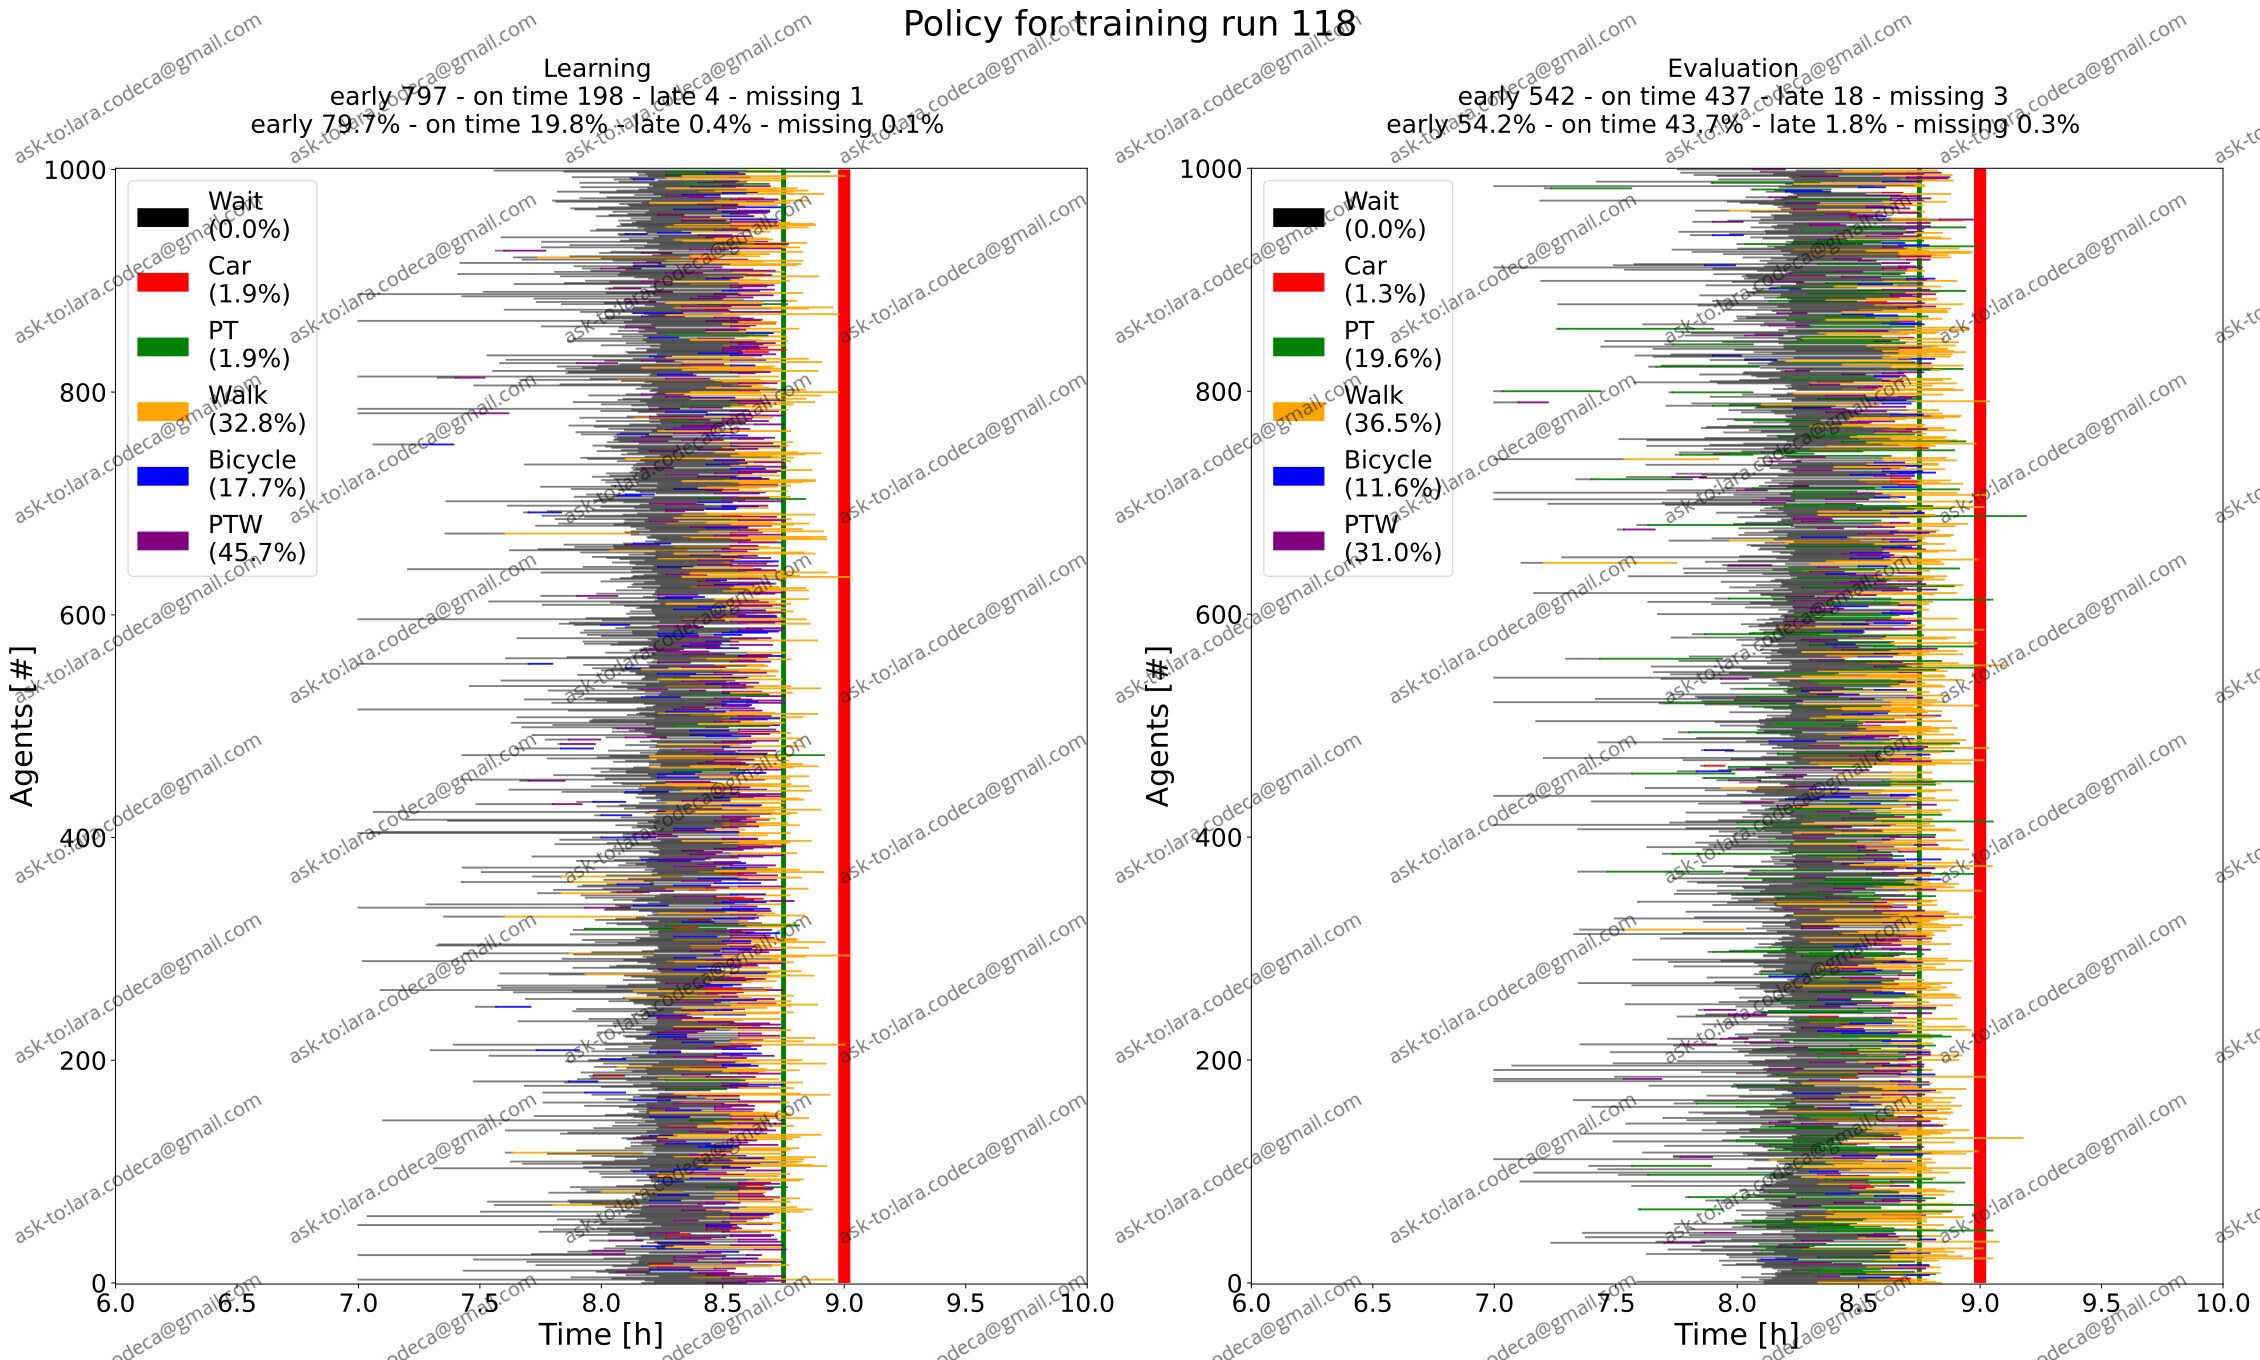 Policy for training run 118
Learning
early 797 - on time 198 - late 4 - missing 1
early 79.7% - on time 19.8% - late 0.4% - missing 0.1%
Wait
(0.0%)
Car
(1.9%)
PT
(1.9%)
Walk
(32.8%)
Bicycle
(17.7%)
PTW
(45.7%)
Agents [#]
1000
800
600
400
200
0
6.0 6.5 7.0 7.5 8.0 8.5 9.0 9.5 10.0
Time [h]
Evaluation
early 542 - on time 437 - late 18 - missing 3
early 54.2% - on time 43.7% - late 1.8% - missing 0.3%
Wait
(0.0%)
Car
(1.3%)
PT
(19.6%)
Walk
(36.5%)
Bicycle
(11.6%)
PTW
(31.0%)
Agents [#]
1000
800
600
400
200
0
6.0 6.5 7.0 7.5 8.0 8.5 9.0 9.5 10.0
Time [h]
ask-to:lara.codeca@gmail.com